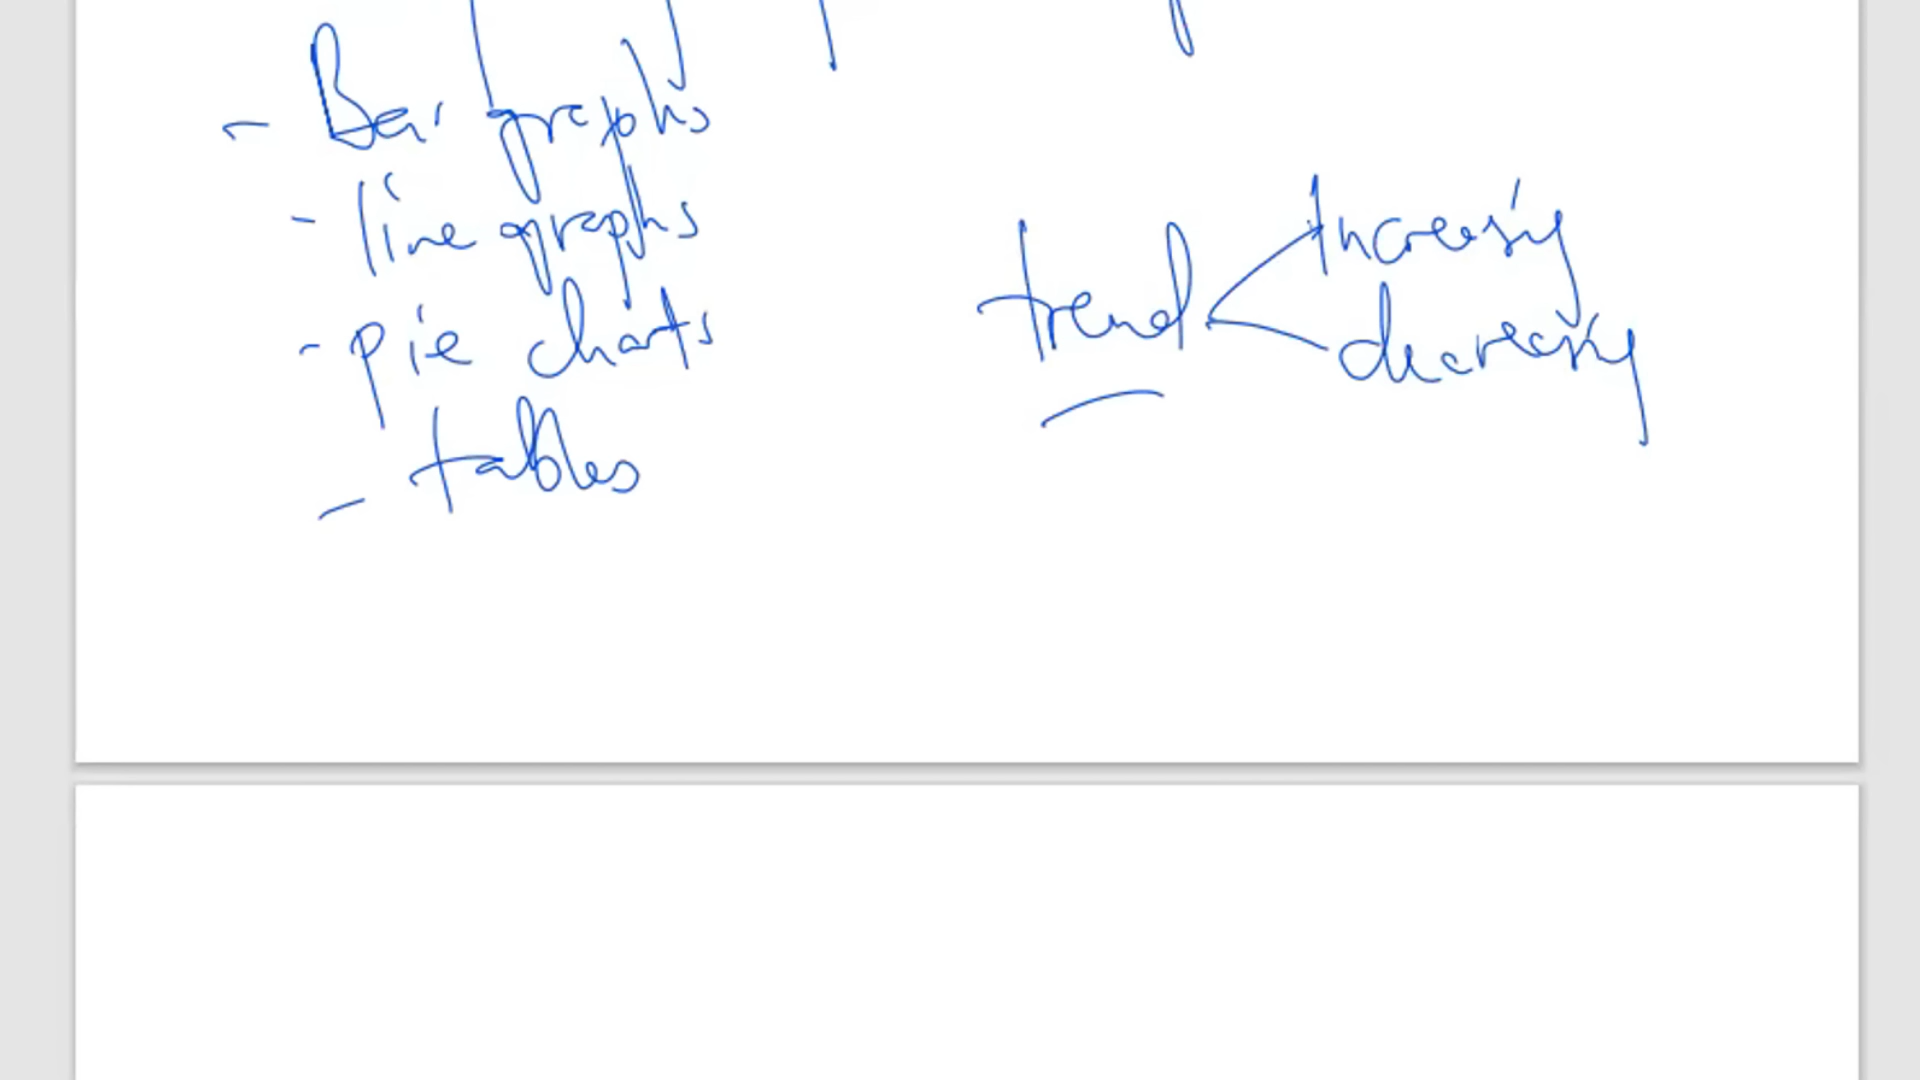 - Bar graphs
- line graphs
- pie charts
- tables
trend
Increasing
decreasing